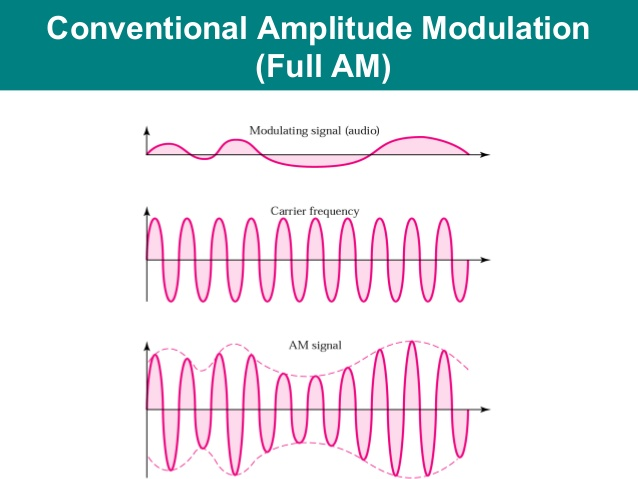 Conventional Amplitude Modulation
(Full AM)
Modulating signal (audio)
Carrier frequency
AM signal